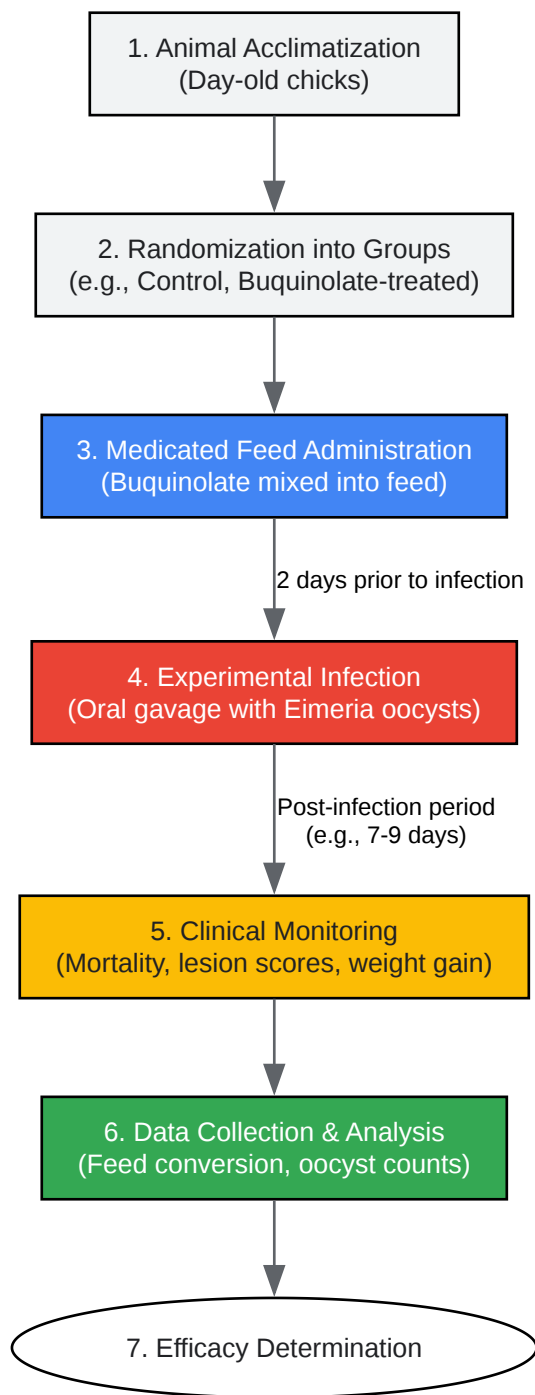 1. Animal Acclimatization
(Day-old chicks)
2. Randomization into Groups
(e.g., Control, Buquinolate-treated)
3. Medicated Feed Administration
(Buquinolate mixed into feed)
2 days prior to infection
4. Experimental Infection
(Oral gavage with Eimeria oocysts)
Post-infection period
(e.g., 7-9 days)
5. Clinical Monitoring
(Mortality, lesion scores, weight gain)
6. Data Collection & Analysis
(Feed conversion, oocyst counts)
7. Efficacy Determination